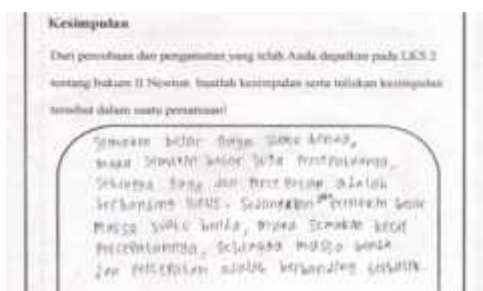 Kesimpulan
Dari percobaan dan pengamatan yang telah Anda dapatkan pada LKS 2
tentang hukum II Newton buatlah kesimpulan serta tuliskan kesimpulan
tersebut dalam suatu persamaan!
Semakin besar gaya suatu benda,
maka semakin besar juga percepatannya,
Sehingga gaya dan percepatan adalah
berbanding lurus. Sedangkan semakin besar
massa suatu benda, maka semakin kecil
percepatannya, sehingga massa benda
dan percepatan adalah berbanding terbalik.